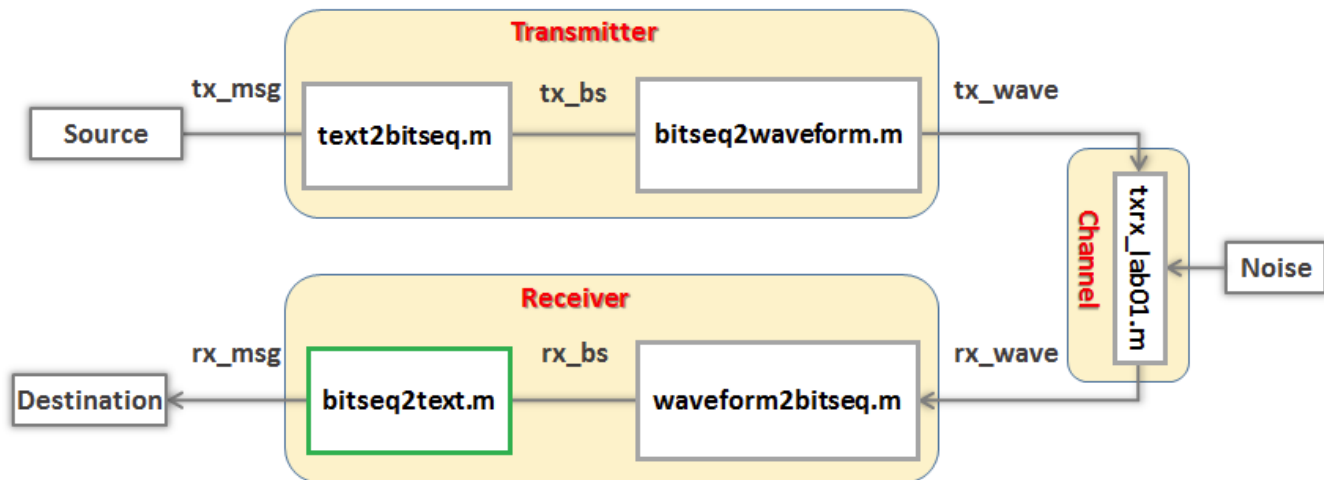 Transmitter
tx_msg
tx_bs
tx_wave
Source
text2bitseq.m
bitseq2waveform.m
Channel
txrx_lab01.m
Noise
Receiver
rx_msg
rx_bs
rx_wave
Destination
bitseq2text.m
waveform2bitseq.m